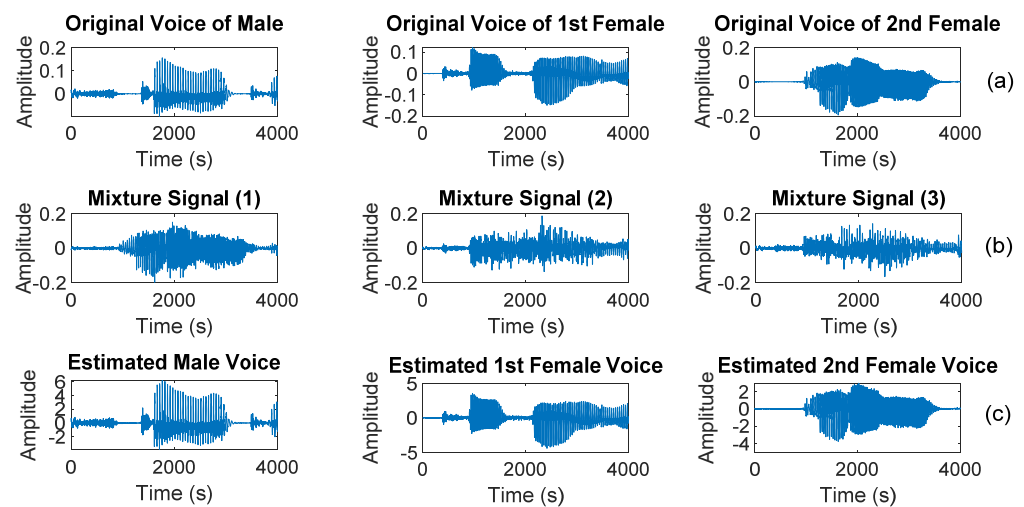 Original Voice of Male
Original Voice of 1st Female
Original Voice of 2nd Female
Amplitude
0.2
0.1
0
0
2000
4000
Time (s)
Amplitude
0.1
0
-0.1
-0.2
0
2000
4000
Time (s)
Amplitude
0.2
0
-0.2
0
2000
4000
Time (s)
(a)
Mixture Signal (1)
Mixture Signal (2)
Mixture Signal (3)
Amplitude
0.2
0
-0.2
0
2000
4000
Time (s)
Amplitude
0.2
0
-0.2
0
2000
4000
Time (s)
Amplitude
0.2
0
-0.2
0
2000
4000
Time (s)
(b)
Estimated Male Voice
Estimated 1st Female Voice
Estimated 2nd Female Voice
Amplitude
6
4
2
0
-2
0
2000
4000
Time (s)
Amplitude
5
0
-5
0
2000
4000
Time (s)
Amplitude
2
0
-2
-4
0
2000
4000
Time (s)
(c)